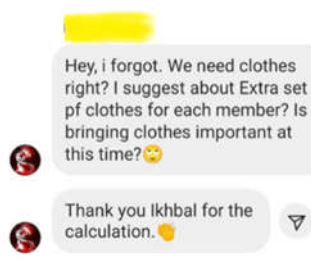 Hey, i forgot. We need clothes
right? I suggest about Extra set
pf clothes for each member? Is
bringing clothes important at
this time?🙄
Thank you Ikhbal for the
calculation.👏